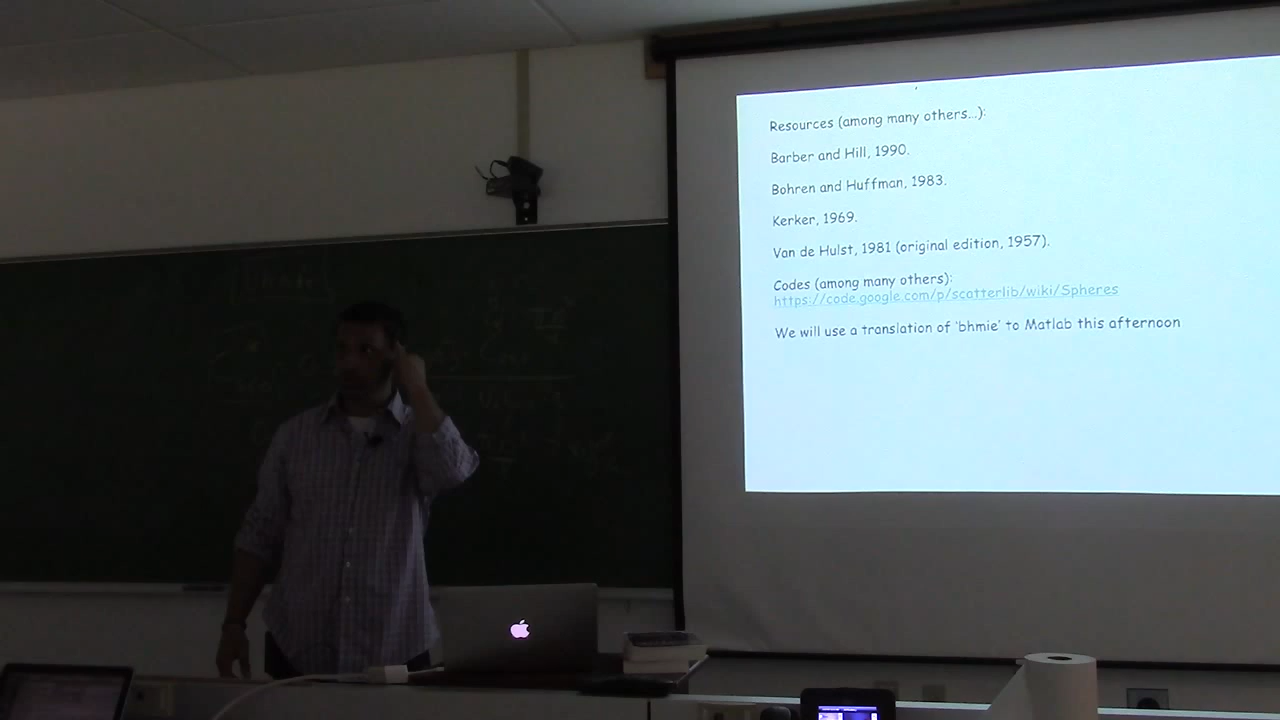 Resources (among many others...):
Barber and Hill, 1990.
Bohren and Huffman, 1983.
Kerker, 1969.
Van de Hulst, 1981 (original edition, 1957).
Codes (among many others):
https://code.google.com/p/scatterlib/wiki/Spheres
We will use a translation of 'bhmie' to Matlab this afternoon